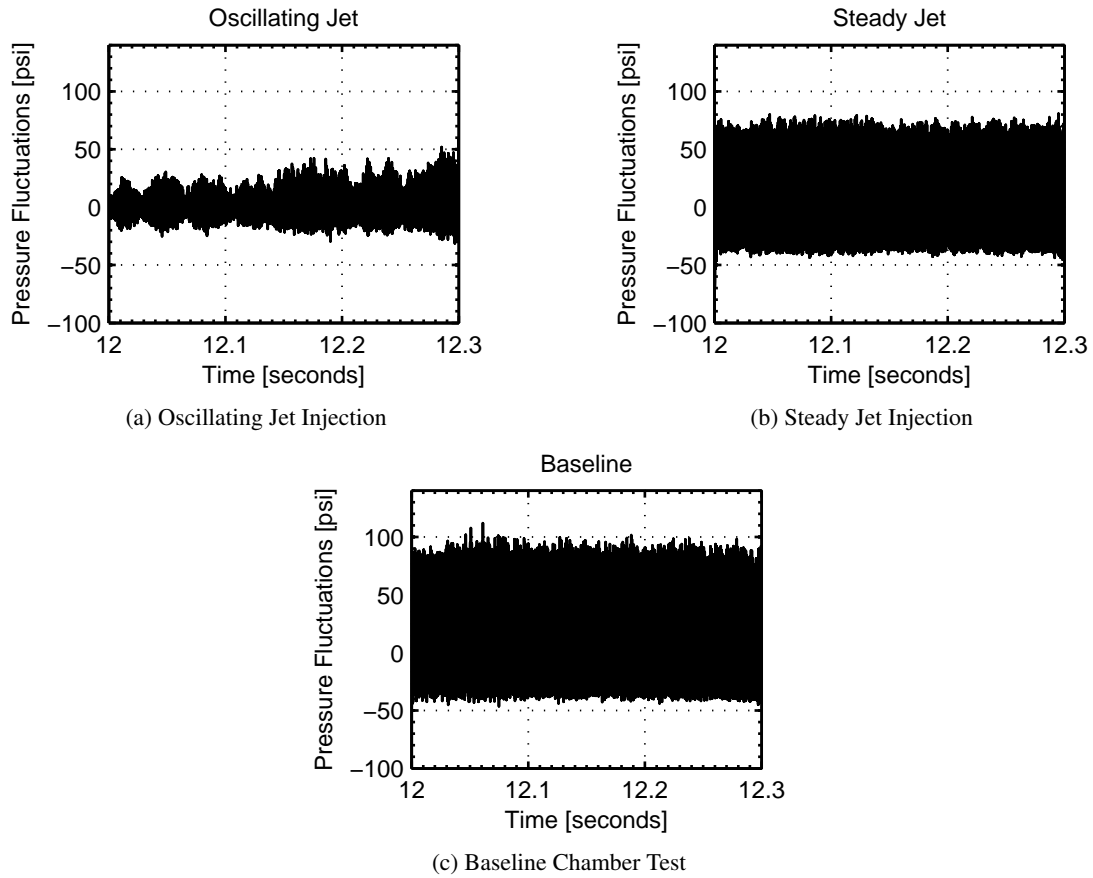 Oscillating Jet
Pressure Fluctuations [psi]
100
50
0
−50
−100
12
12.1
12.2
12.3
Time [seconds]
(a) Oscillating Jet Injection
Steady Jet
Pressure Fluctuations [psi]
100
50
0
−50
−100
12
12.1
12.2
12.3
Time [seconds]
(b) Steady Jet Injection
Baseline
Pressure Fluctuations [psi]
100
50
0
−50
−100
12
12.1
12.2
12.3
Time [seconds]
(c) Baseline Chamber Test